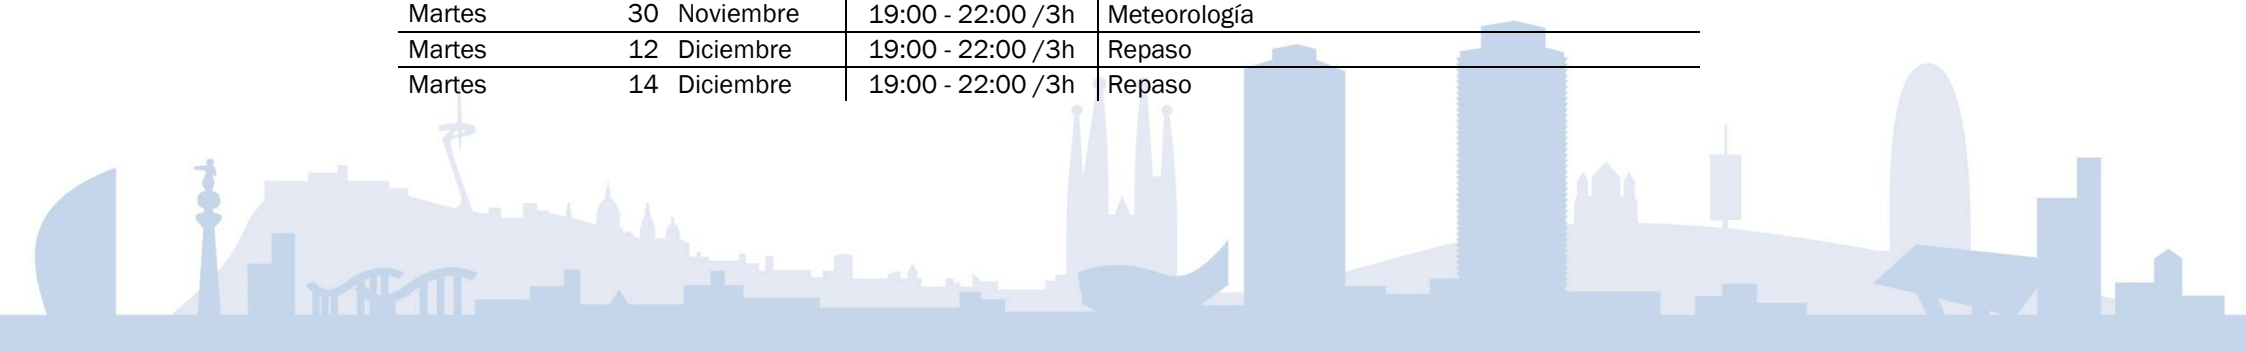 Martes 30 Noviembre 19:00 - 22:00 /3h Meteorología
Martes 12 Diciembre 19:00 - 22:00 /3h Repaso
Martes 14 Diciembre 19:00 - 22:00 /3h Repaso